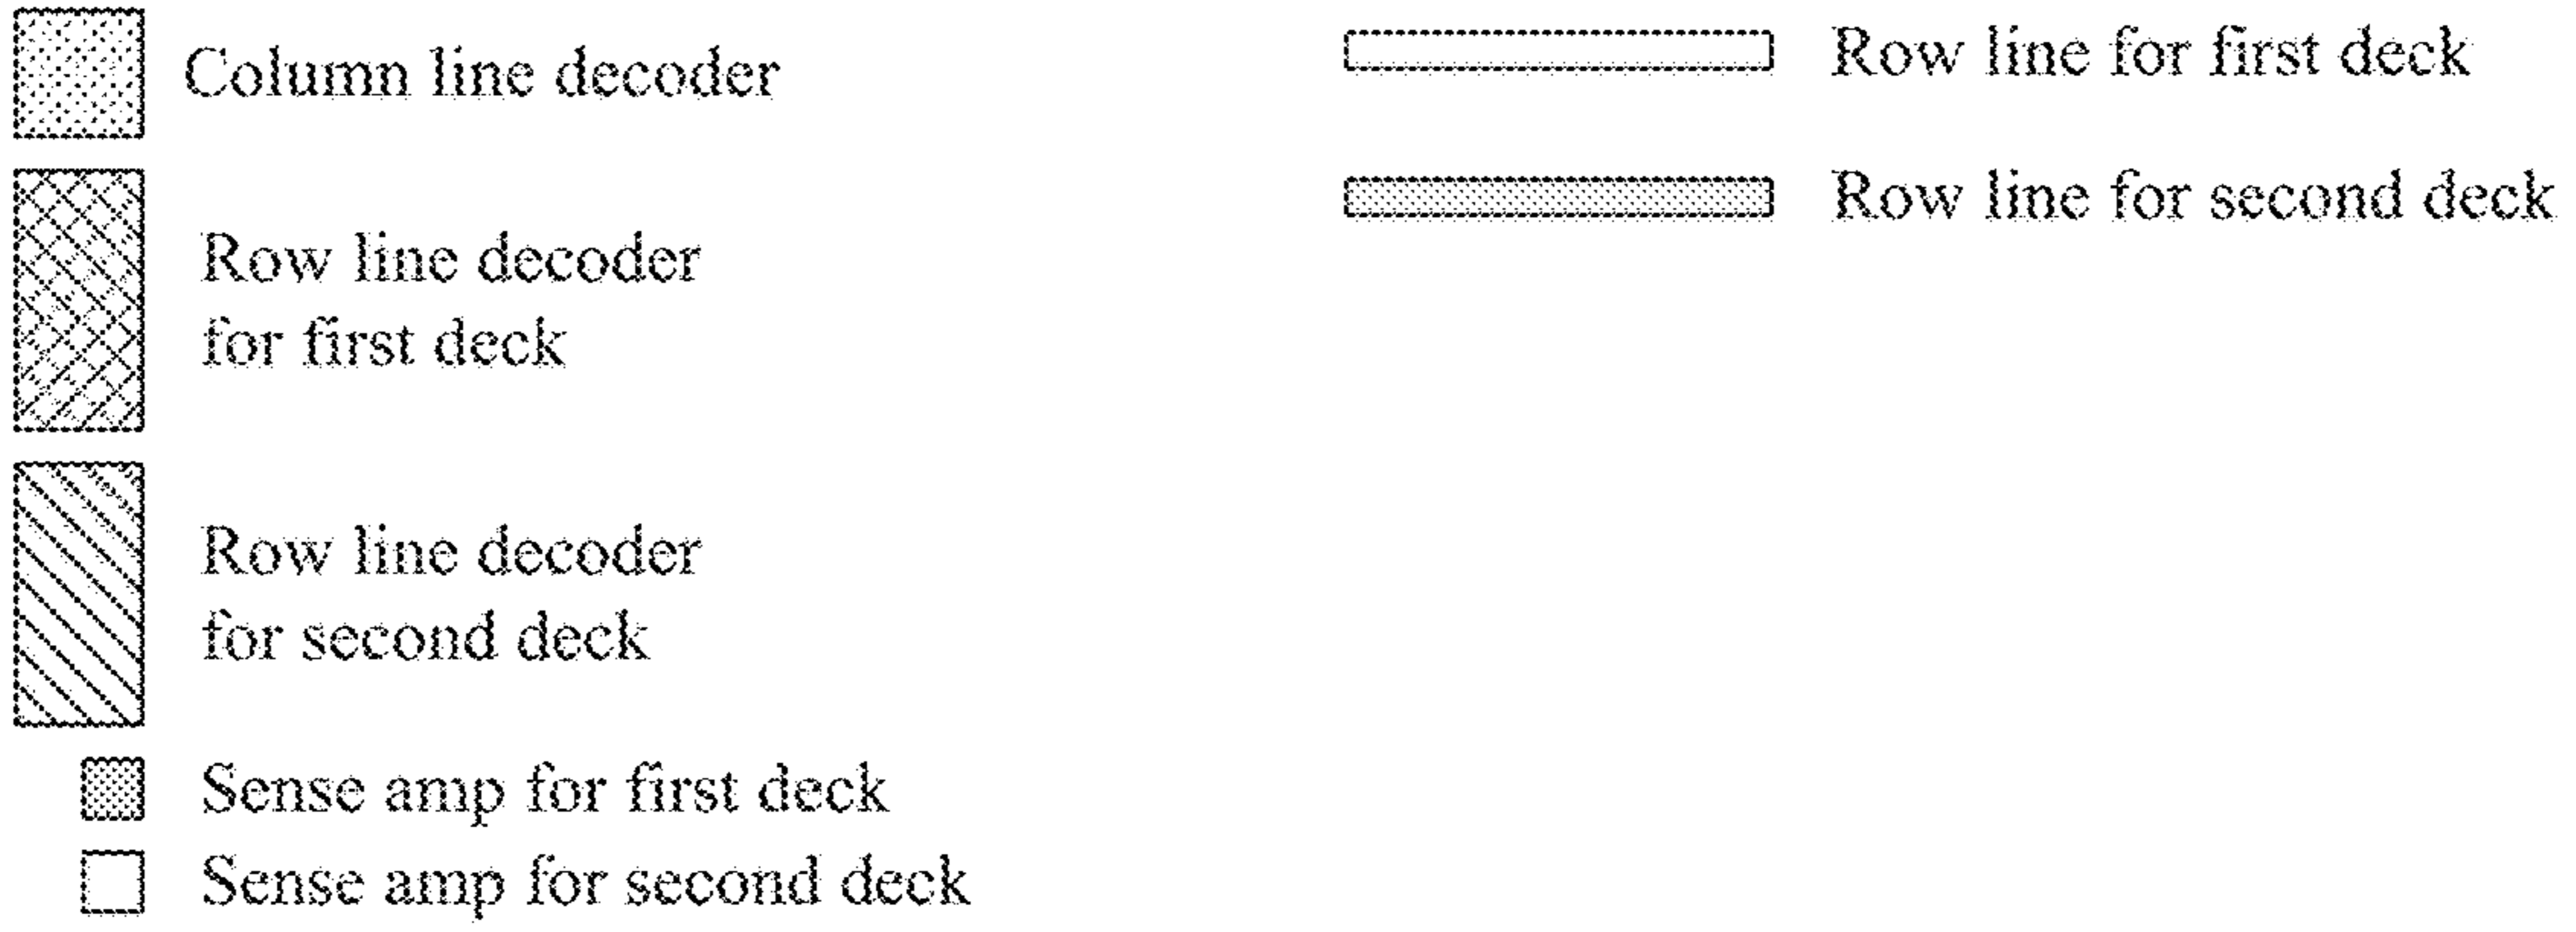 Column line decoder
Row line decoder
for first deck
Row line decoder
for second deck
Sense amp for first deck
Sense amp for second deck
Row line for first deck
Row line for second deck